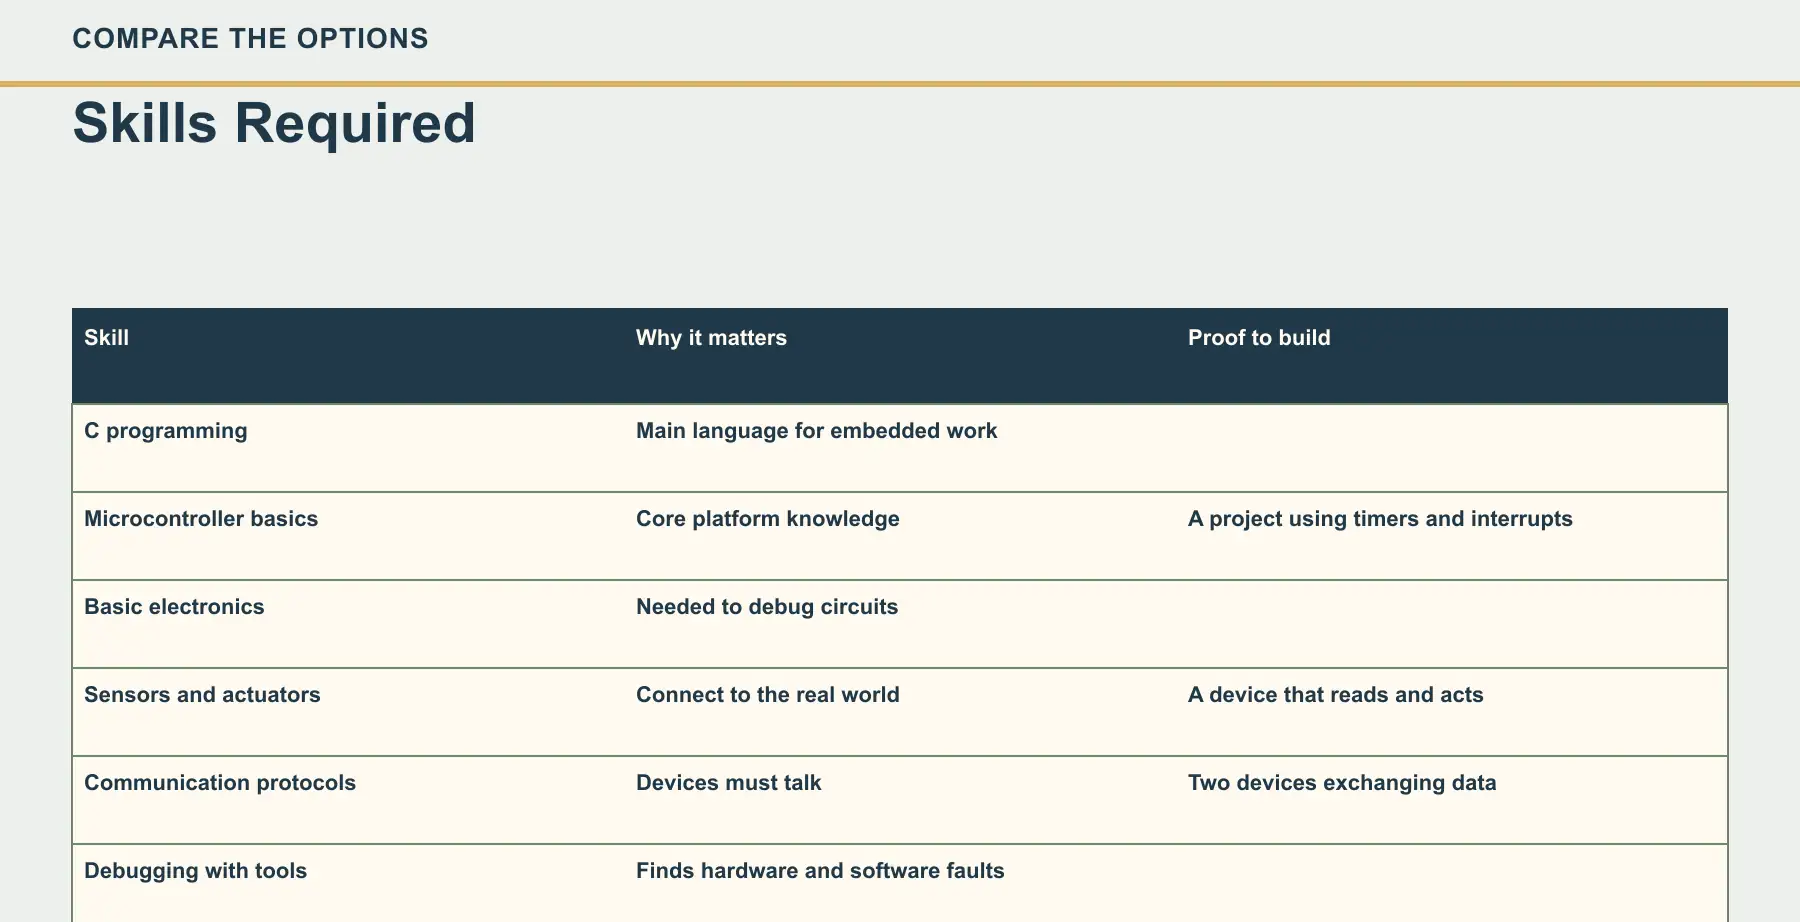 COMPARE THE OPTIONS
Skills Required
Skill Why it matters Proof to build
C programming Main language for embedded work
Microcontroller basics Core platform knowledge A project using timers and interrupts
Basic electronics Needed to debug circuits
Sensors and actuators Connect to the real world A device that reads and acts
Communication protocols Devices must talk Two devices exchanging data
Debugging with tools Finds hardware and software faults